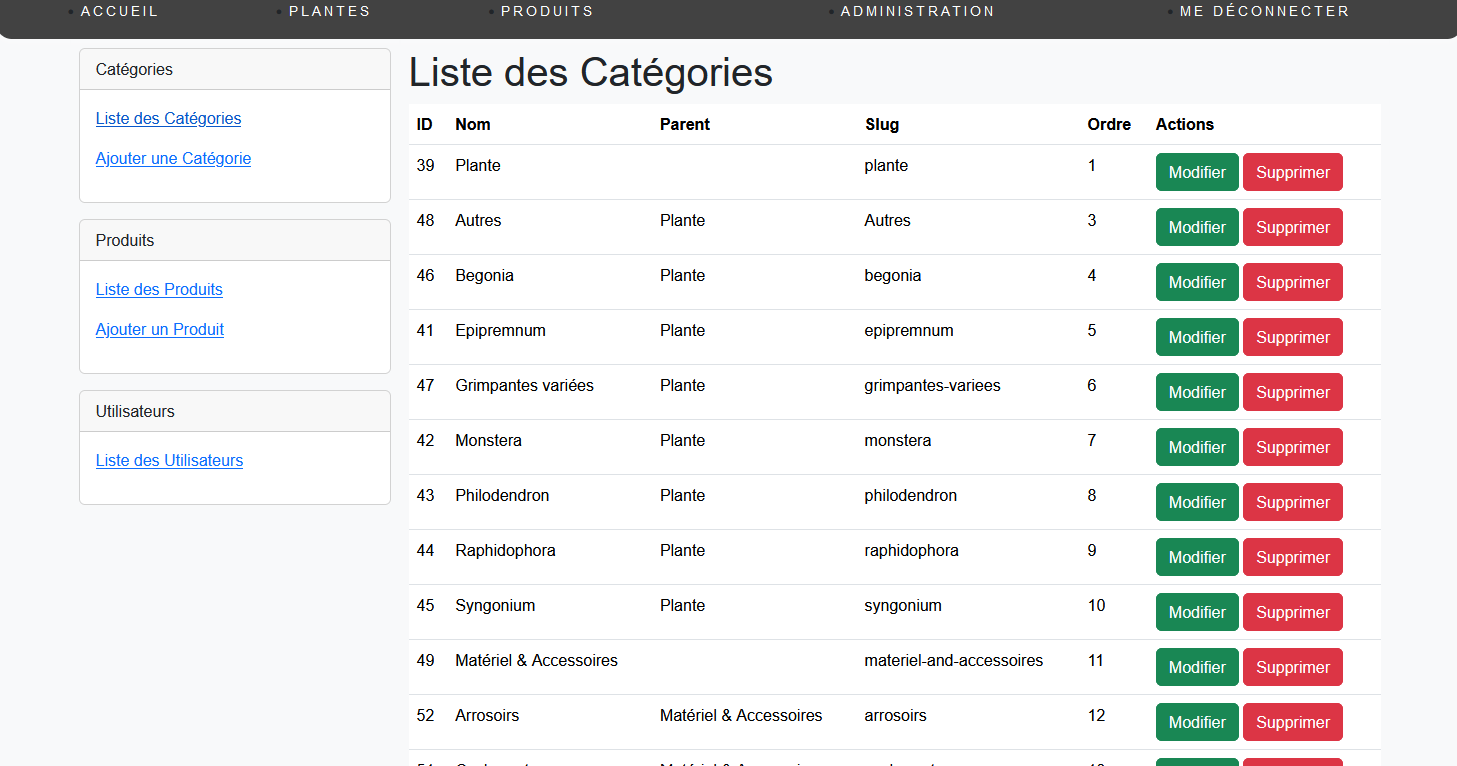 ACCUEIL PLANTES PRODUITS ADMINISTRATION ME DÉCONNECTER
Catégories
Liste des Catégories
Ajouter une Catégorie
Produits
Liste des Produits
Ajouter un Produit
Utilisateurs
Liste des Utilisateurs
Liste des Catégories
ID Nom Parent Slug Ordre Actions
39 Plante plante 1 Modifier Supprimer
48 Autres Plante Autres 3 Modifier Supprimer
46 Begonia Plante begonia 4 Modifier Supprimer
41 Epipremnum Plante epipremnum 5 Modifier Supprimer
47 Grimpantes variées Plante grimpantes-variees 6 Modifier Supprimer
42 Monstera Plante monstera 7 Modifier Supprimer
43 Philodendron Plante philodendron 8 Modifier Supprimer
44 Raphidophora Plante raphidophora 9 Modifier Supprimer
45 Syngonium Plante syngonium 10 Modifier Supprimer
49 Matériel & Accessoires materiel-and-accessoires 11 Modifier Supprimer
52 Arrosoirs Matériel & Accessoires arrosoirs 12 Modifier Supprimer